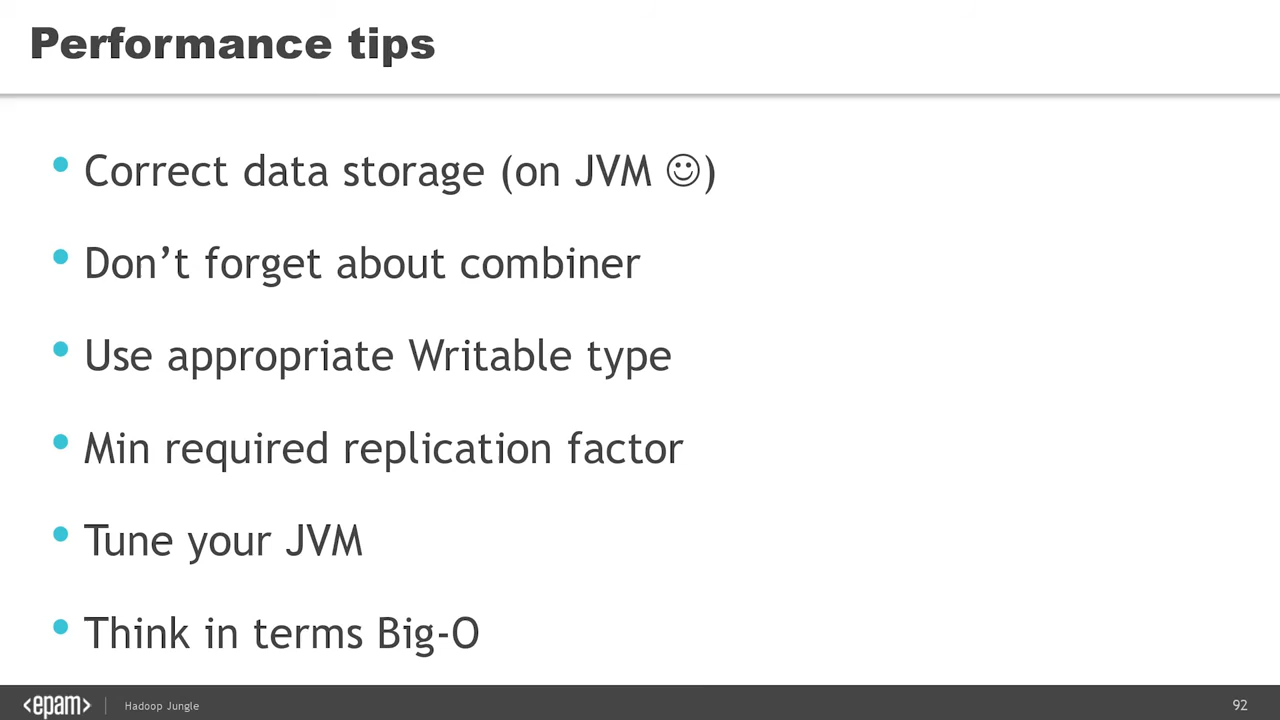 Performance tips
• Correct data storage (on JVM ☺)
• Don’t forget about combiner
• Use appropriate Writable type
• Min required replication factor
• Tune your JVM
• Think in terms Big-O
<epam> | Hadoop Jungle 92